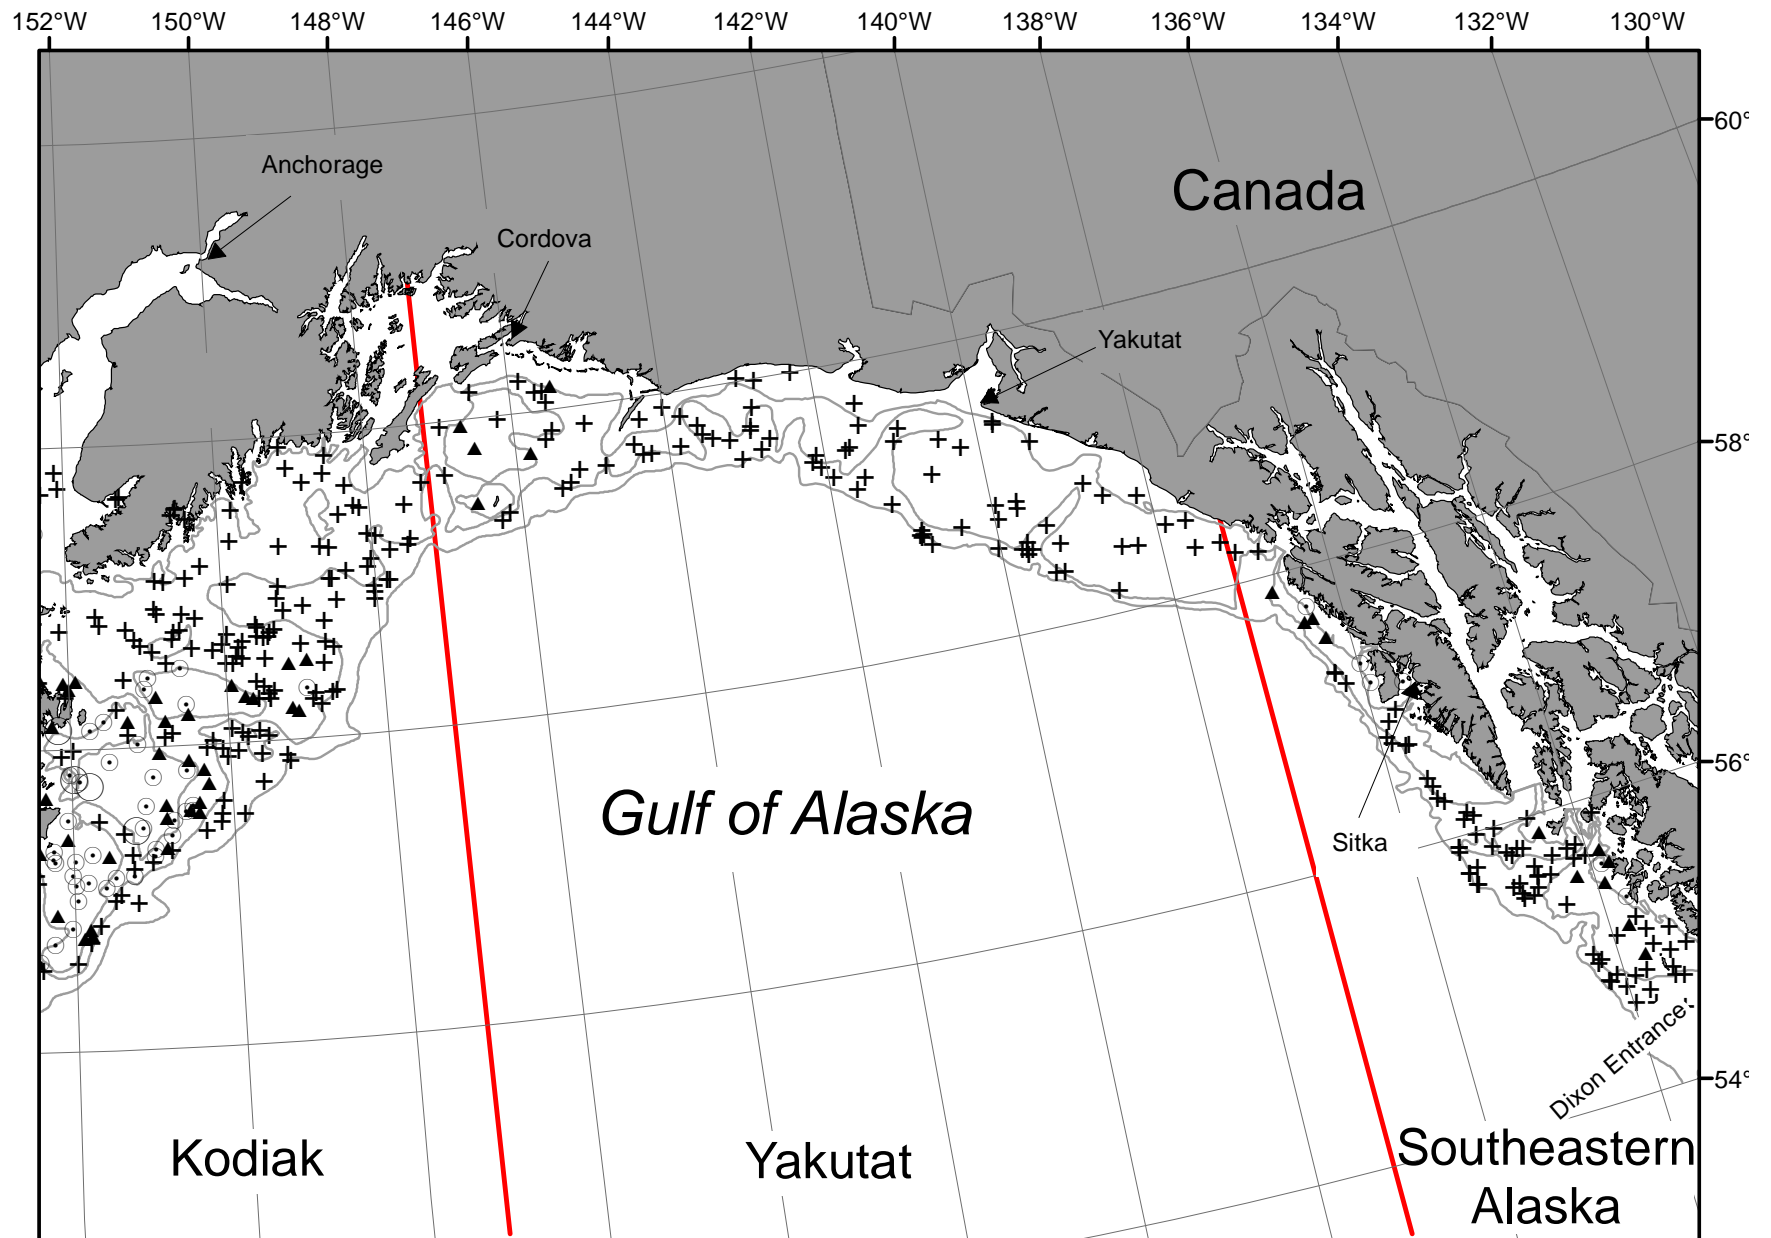 152°W 150°W 148°W 146°W 144°W 142°W 140°W 138°W 136°W 134°W 132°W 130°W
60°
Anchorage
Canada
Cordova
Yakutat
58°
56°
Gulf of Alaska
Sitka
Dixon Entrance
54°
Kodiak
Yakutat
Southeastern
Alaska